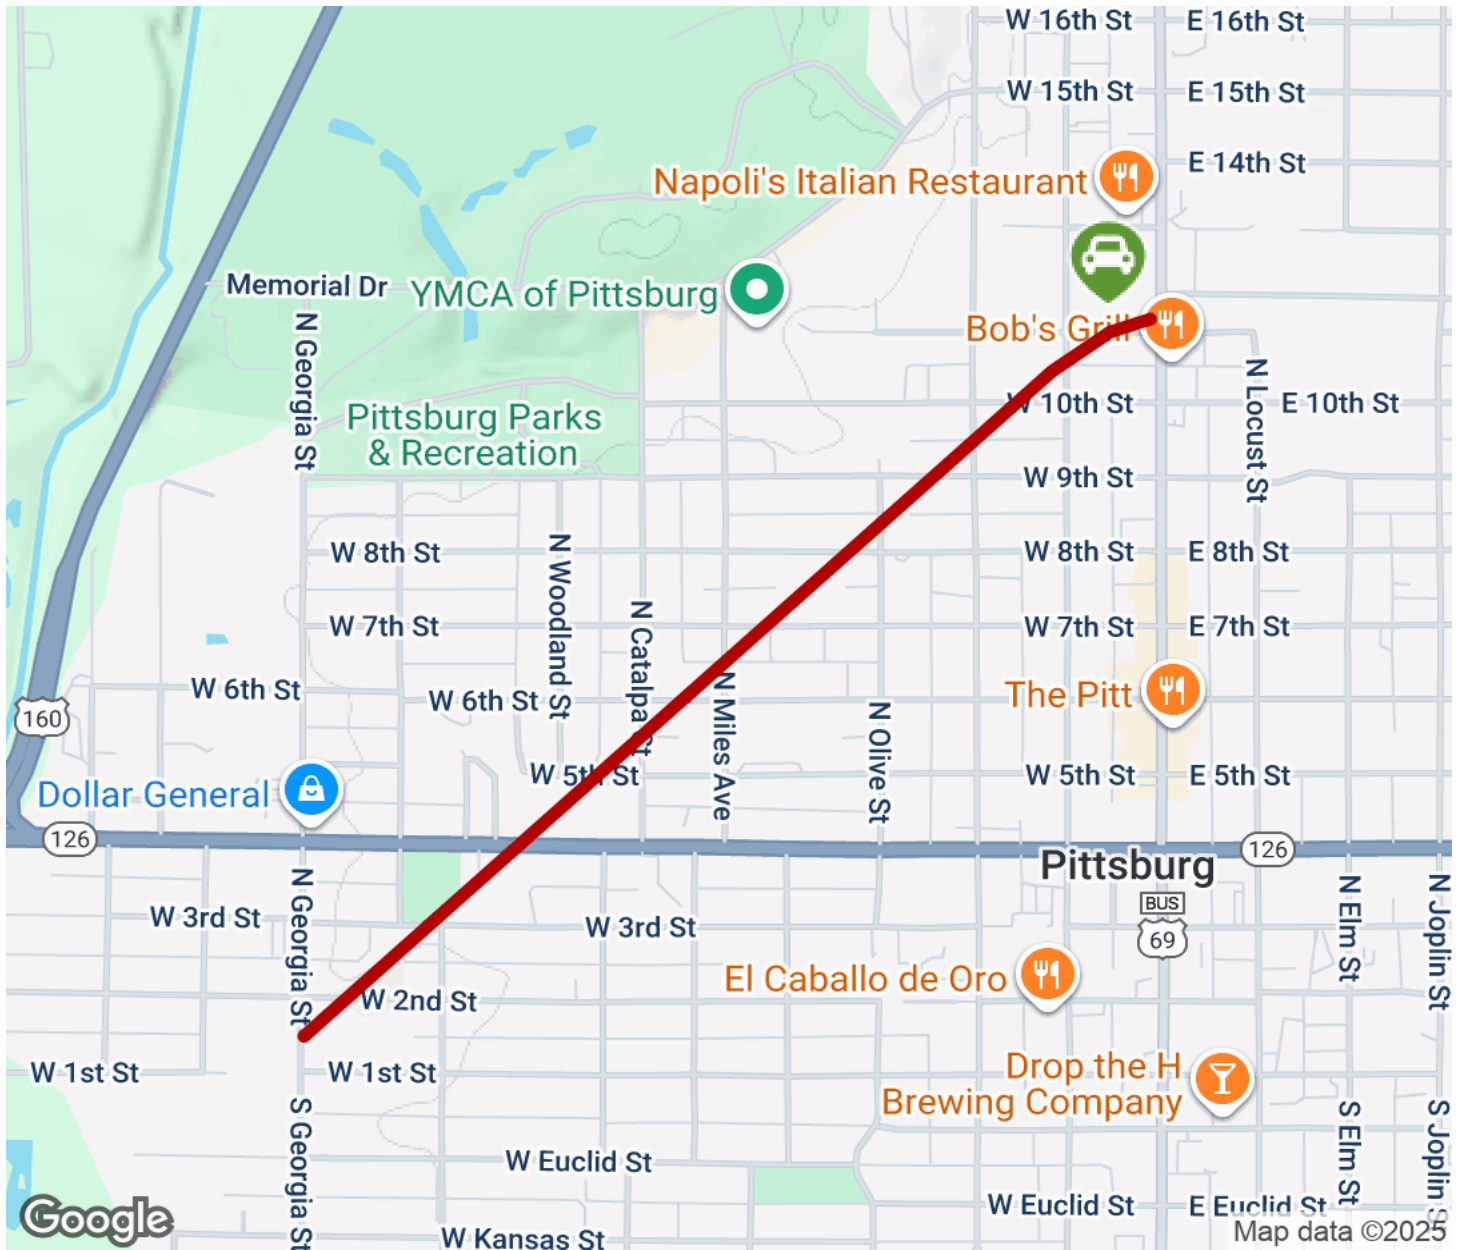 W 16th St
E 16th St
W 15th St
E 15th St
E 14th St
Napoli's Italian Restaurant
Memorial Dr
YMCA of Pittsburg
Bob's Grill
N Georgia St
N Locust St
W 10th St
E 10th St
Pittsburg Parks
& Recreation
W 9th St
W 8th St
W 8th St
E 8th St
N Woodland St
W 7th St
N Catalpa St
W 7th St
E 7th St
W 6th St
W 6th St
N Miles Ave
The Pitt
160
N Olive St
W 5th St
W 5th St
E 5th St
Dollar General
126
126
Pittsburg
N Georgia St
BUS
69
N Elm St
N Joplin St
W 3rd St
W 3rd St
El Caballo de Oro
W 2nd St
W 1st St
W 1st St
Drop the H
Brewing Company
S Georgia St
S Elm St
S Joplin S
W Euclid St
W Euclid St
E Euclid St
W Kansas St
Google
Map data ©2025